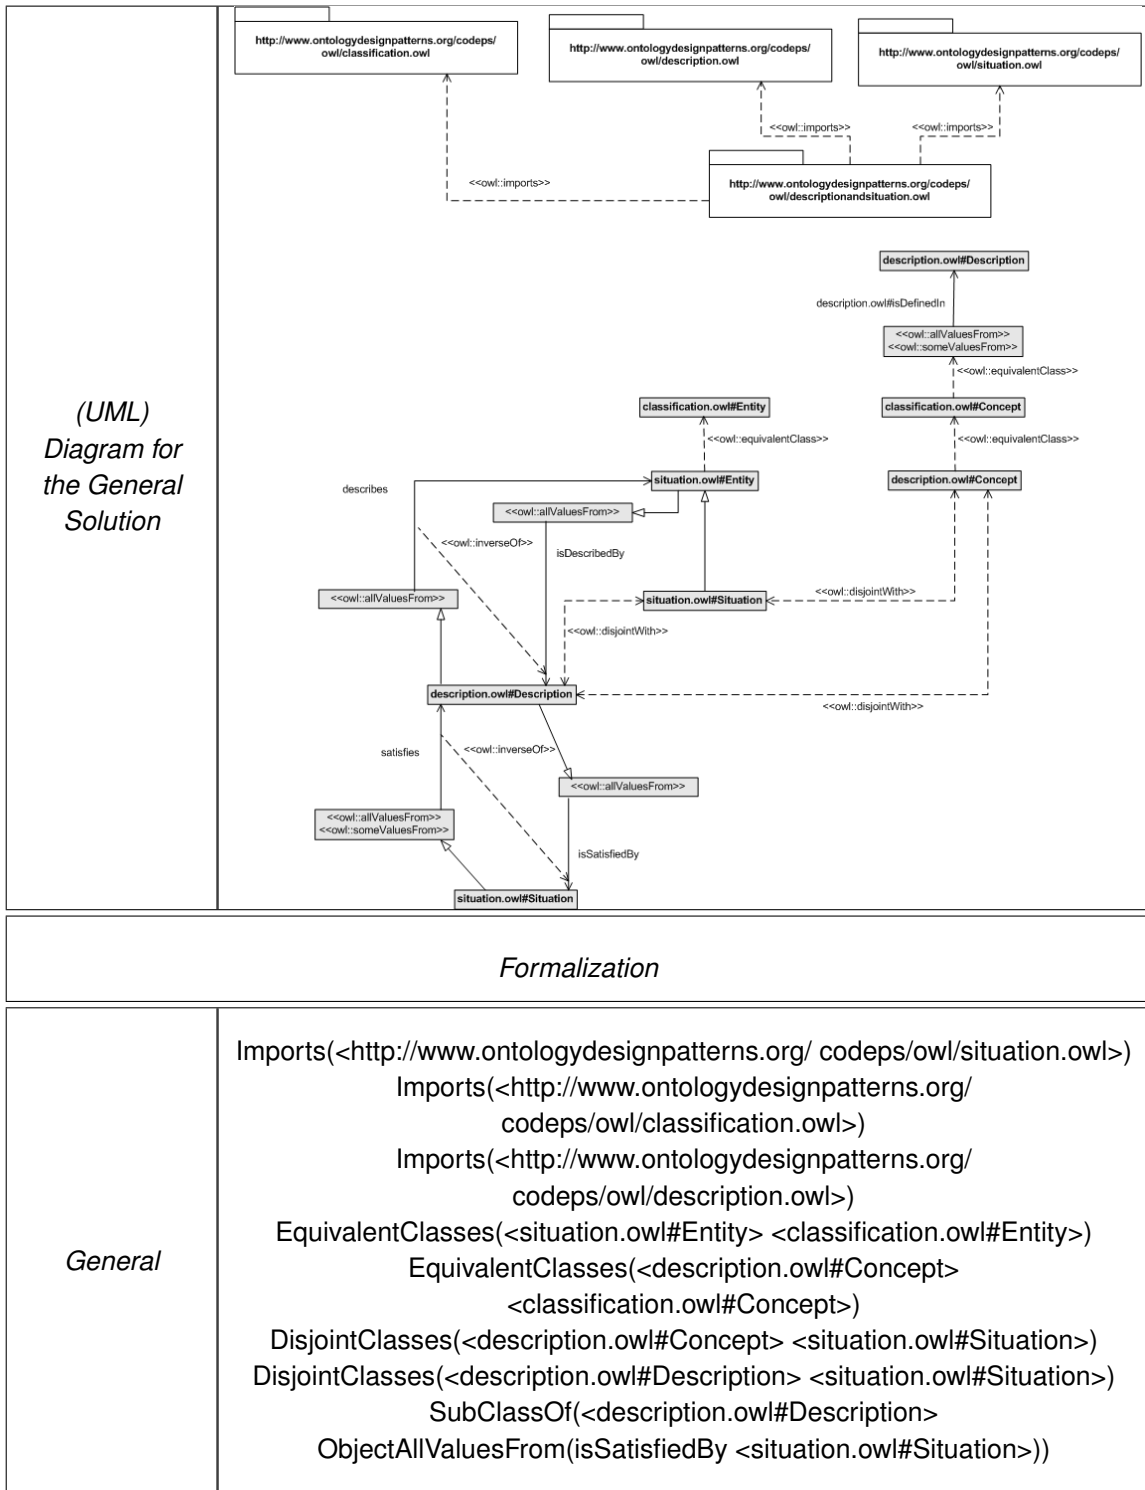 http://www.ontologydesignpatterns.org/codeps/
owl/classification.owl
http://www.ontologydesignpatterns.org/codeps/
owl/description.owl
http://www.ontologydesignpatterns.org/codeps/
owl/situation.owl
<<owl::imports>>
<<owl::imports>>
<<owl::imports>>
http://www.ontologydesignpatterns.org/codeps/
owl/descriptionandsituation.owl
description.owl#Description
description.owl#isDefinedIn
<<owl::allValuesFrom>>
<<owl::someValuesFrom>>
<<owl::equivalentClass>>
classification.owl#Entity
classification.owl#Concept
<<owl::equivalentClass>>
<<owl::equivalentClass>>
situation.owl#Entity
description.owl#Concept
describes
<<owl::allValuesFrom>>
<<owl::inverseOf>>
isDescribedBy
<<owl::allValuesFrom>>
situation.owl#Situation
<<owl::disjointWith>>
<<owl::disjointWith>>
description.owl#Description
<<owl::disjointWith>>
satisfies
<<owl::inverseOf>>
<<owl::allValuesFrom>>
<<owl::allValuesFrom>>
<<owl::someValuesFrom>>
isSatisfiedBy
situation.owl#Situation
(UML)
Diagram for
the General
Solution
Formalization
General
Imports(<http://www.ontologydesignpatterns.org/ codeps/owl/situation.owl>)
Imports(<http://www.ontologydesignpatterns.org/
codeps/owl/classification.owl>)
Imports(<http://www.ontologydesignpatterns.org/
codeps/owl/description.owl>)
EquivalentClasses(<situation.owl#Entity> <classification.owl#Entity>)
EquivalentClasses(<description.owl#Concept>
<classification.owl#Concept>)
DisjointClasses(<description.owl#Concept> <situation.owl#Situation>)
DisjointClasses(<description.owl#Description> <situation.owl#Situation>)
SubClassOf(<description.owl#Description>
ObjectAllValuesFrom(isSatisfiedBy <situation.owl#Situation>))